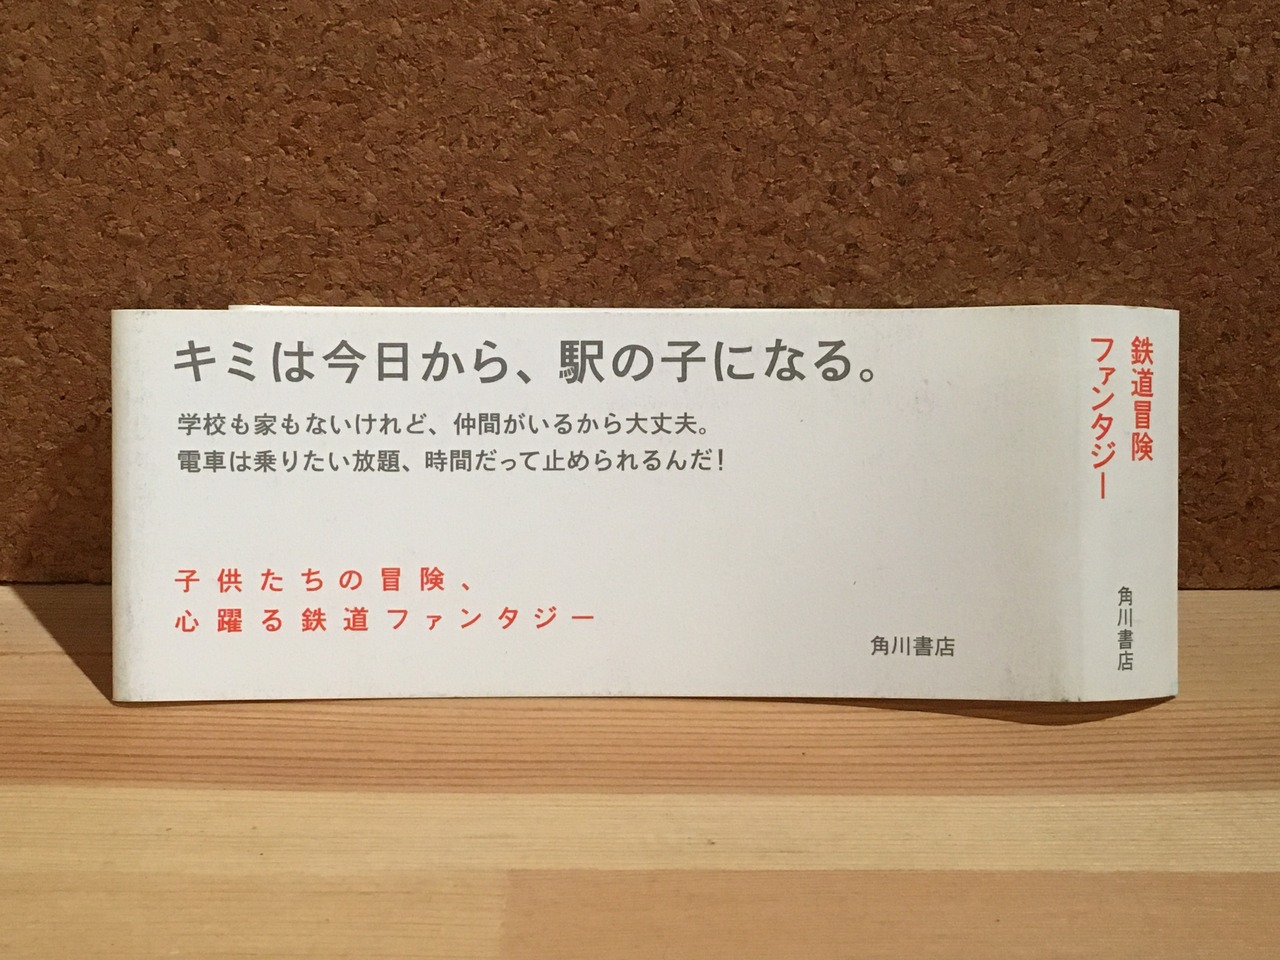 キミは今日から、駅の子になる。
学校も家もないけれど、仲間がいるから大丈夫。
電車は乗りたい放題、時間だって止められるんだ！
子供たちの冒険、
心躍る鉄道ファンタジー
角川書店
鉄道冒険
ファンタジー
角川書店